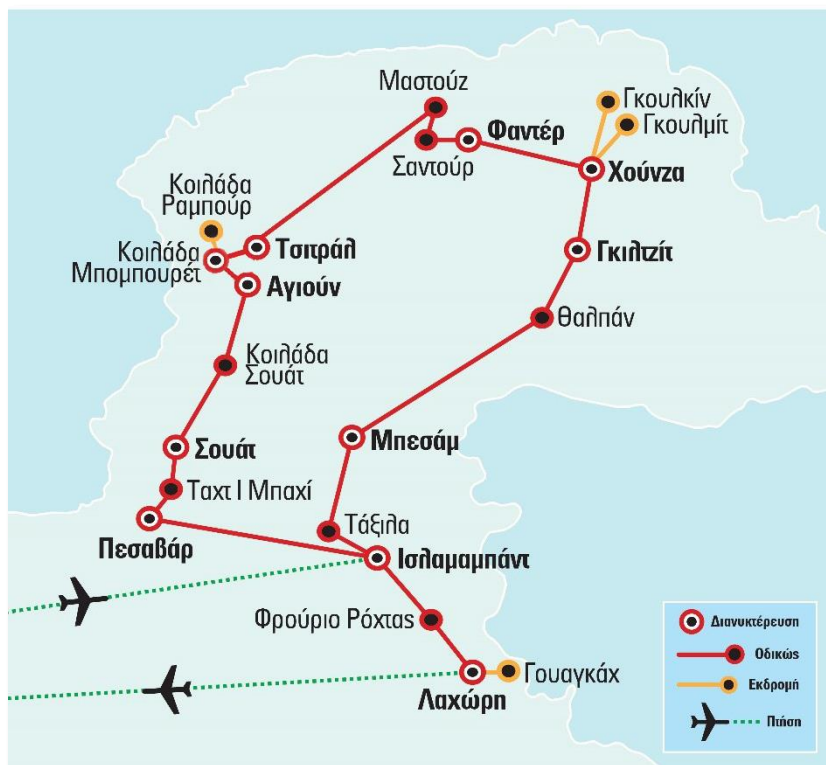 Μαστούζ
Γκουλκίν
Γκουλμίτ
Φαντέρ
Σαντούρ
Χούνζα
Κοιλάδα
Ραμπούρ
Τσιτράλ
Κοιλάδα
Μπομπουρέτ
Γκιλτζίτ
Αγιούν
Θαλπάν
Κοιλάδα
Σουάτ
Μπεσάμ
Σουάτ
Ταχτ Ι Μπαχί
Πεσαβάρ
Τάξιλα
Ισλαμαμπάντ
Φρούριο Ρόχτας
Γουαγκάχ
Λαχώρη
Διανυκτέρευση
Οδικώς
Εκδρομή
Πτήση